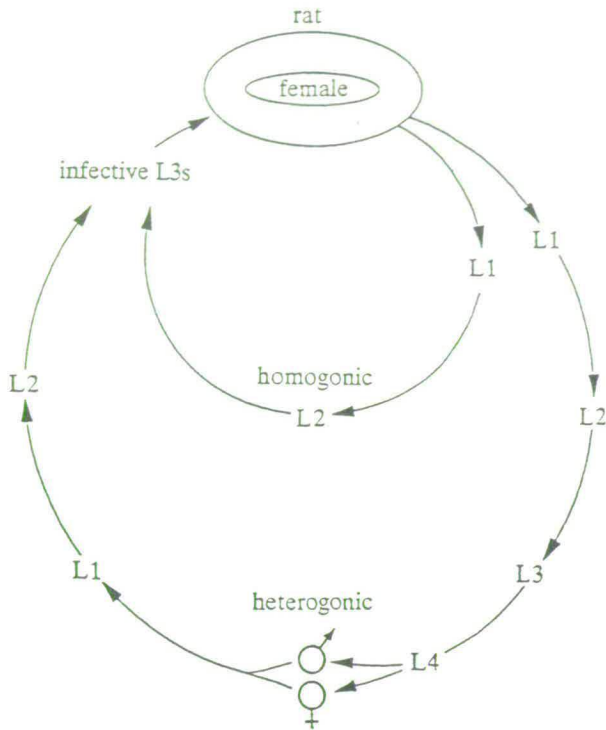 rat
female
infective L3s
L1
L1
L2
homogonic
L2
L2
L1
L3
heterogonic
L4